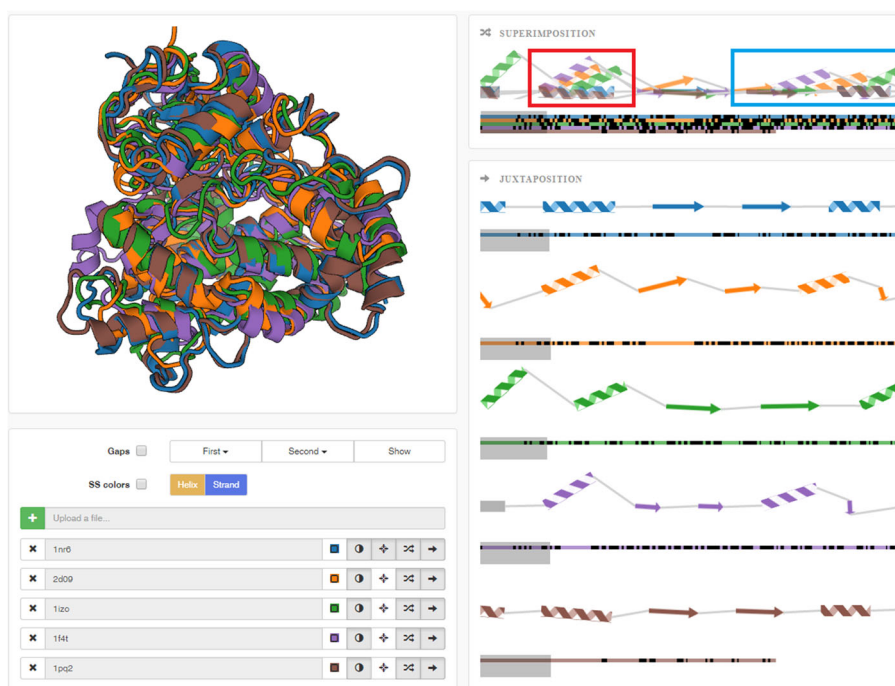 SUPERIMPOSITION
JUXTAPOSITION
Gaps First Second Show
SS colors Helix Strand
+ Upload a file...
× 1nr6
× 2d09
× 1izo
× 1f4t
× 1pq2